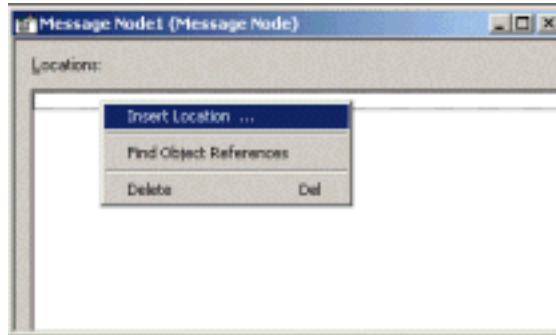 Message Node1 (Message Node)
Locations:
Insert Location ...
Find Object References
Delete Del